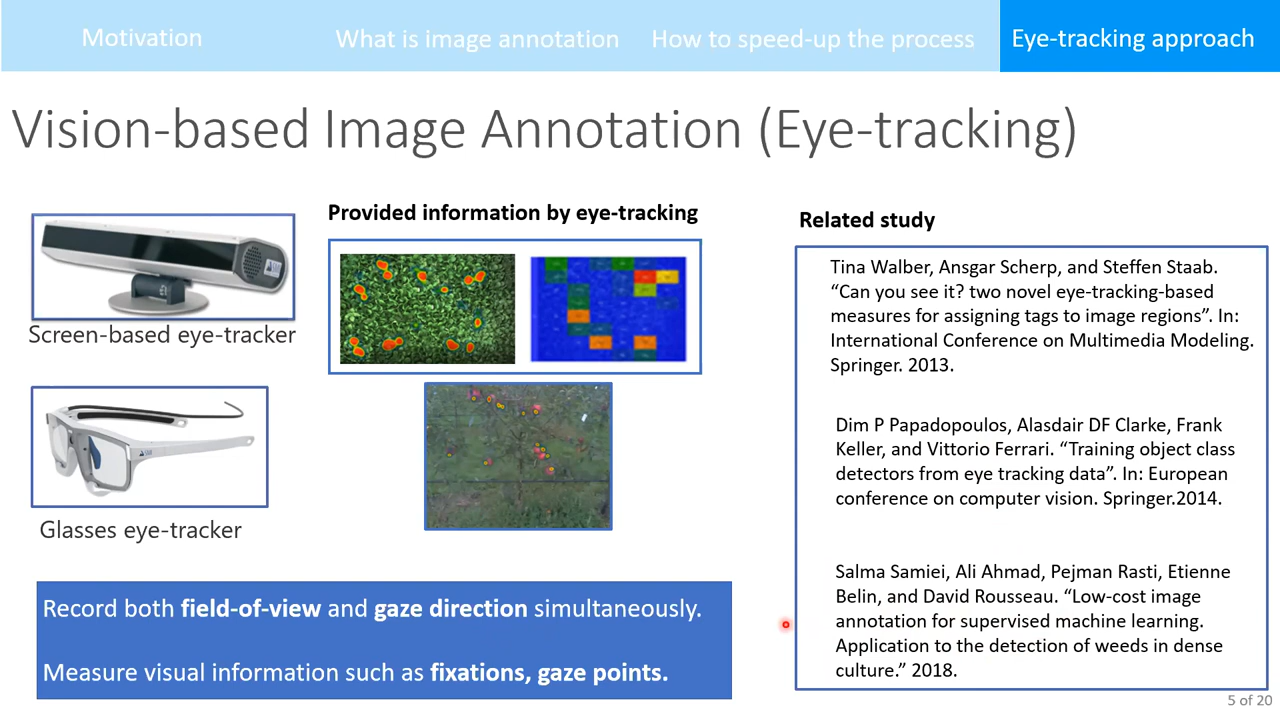 Motivation
What is image annotation
How to speed-up the process
Eye-tracking approach
Vision-based Image Annotation (Eye-tracking)
Screen-based eye-tracker
Glasses eye-tracker
Provided information by eye-tracking
Record both field-of-view and gaze direction simultaneously.
Measure visual information such as fixations, gaze points.
Related study
Tina Walber, Ansgar Scherp, and Steffen Staab.
“Can you see it? two novel eye-tracking-based
measures for assigning tags to image regions”. In:
International Conference on Multimedia Modeling.
Springer. 2013.
Dim P Papadopoulos, Alasdair DF Clarke, Frank
Keller, and Vittorio Ferrari. “Training object class
detectors from eye tracking data”. In: European
conference on computer vision. Springer.2014.
Salma Samiei, Ali Ahmad, Pejman Rasti, Etienne
Belin, and David Rousseau. “Low-cost image
annotation for supervised machine learning.
Application to the detection of weeds in dense
culture.” 2018.
5 of 20